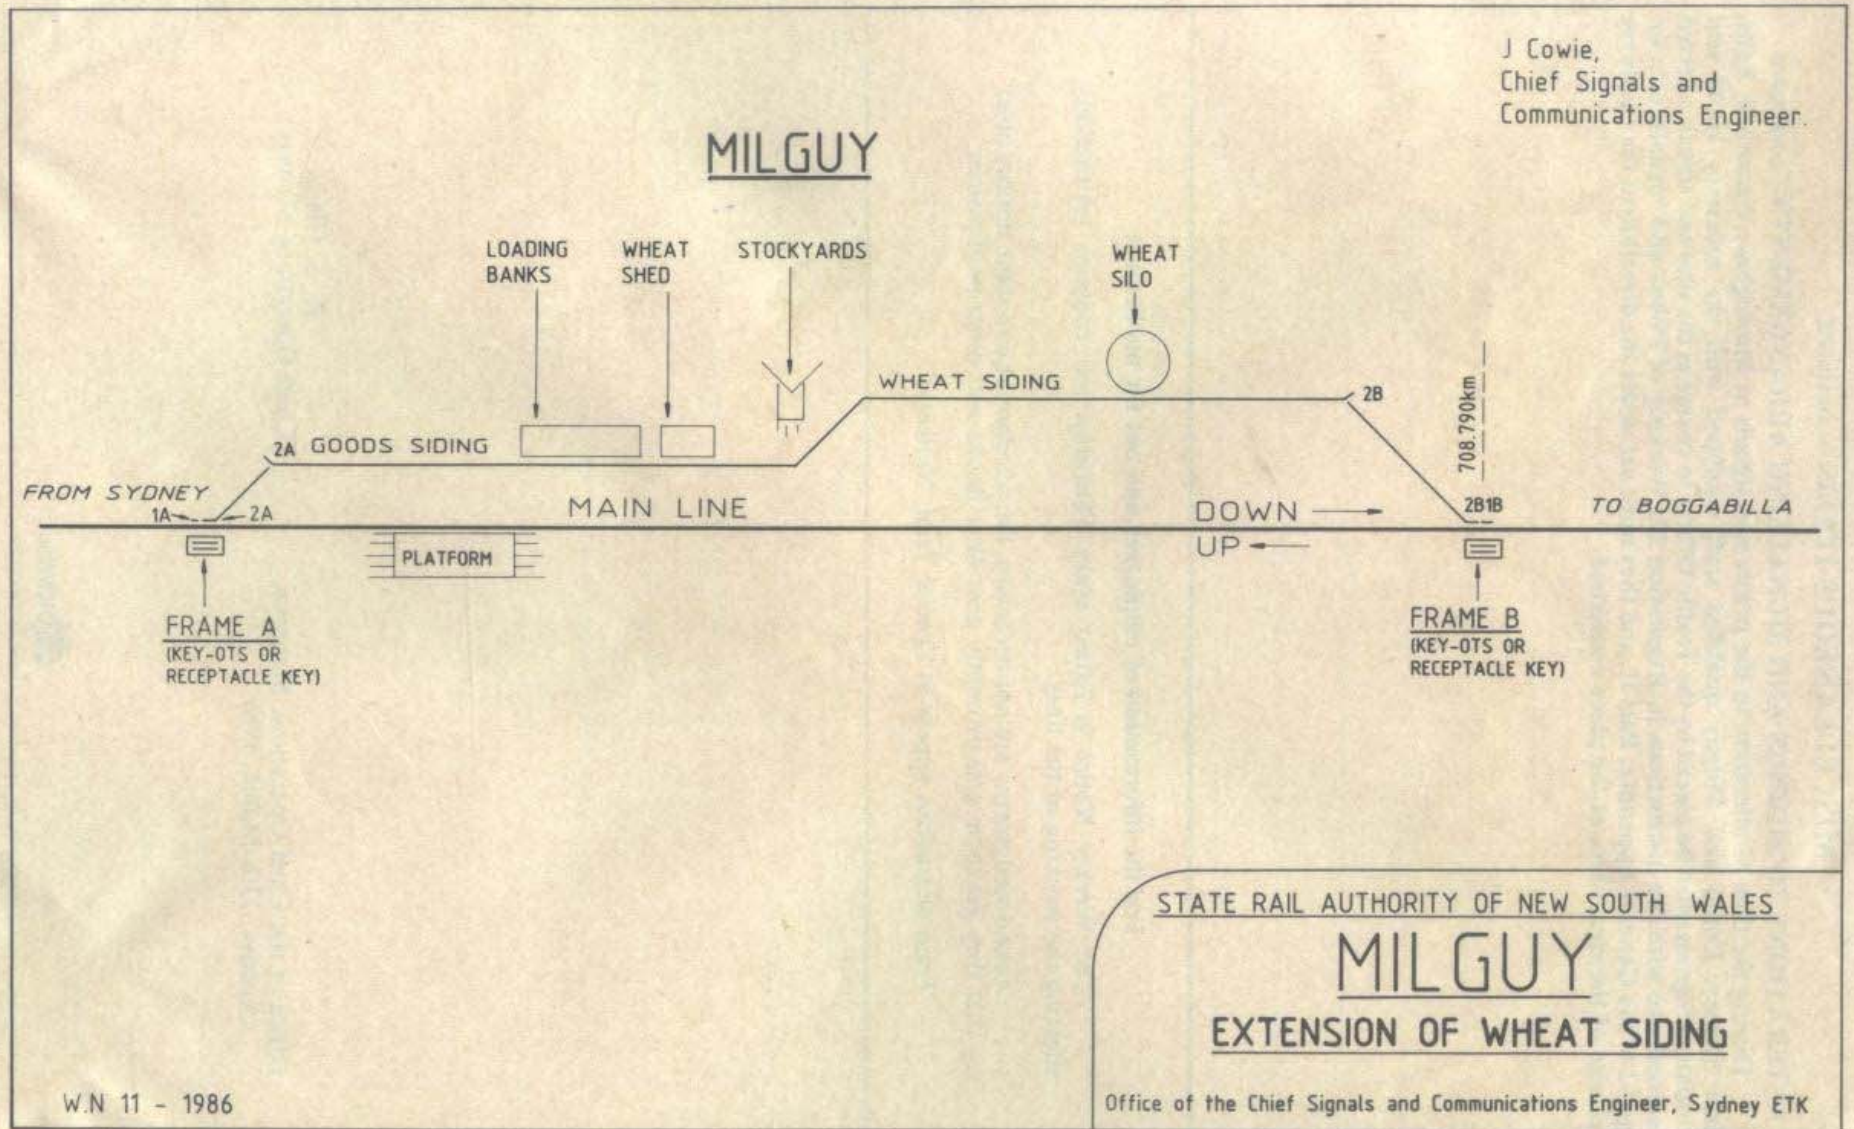 J Cowie,
Chief Signals and
Communications Engineer.
MILGUY
LOADING
BANKS
WHEAT
SHED
STOCKYARDS
WHEAT
SILO
WHEAT SIDING
2B
708.790km
2A GOODS SIDING
FROM SYDNEY
1A 2A
MAIN LINE
DOWN
UP
2B1B
TO BOGGABILLA
PLATFORM
FRAME A
(KEY-OTS OR
RECEPTACLE KEY)
FRAME B
(KEY-OTS OR
RECEPTACLE KEY)
STATE RAIL AUTHORITY OF NEW SOUTH WALES
MILGUY
EXTENSION OF WHEAT SIDING
Office of the Chief Signals and Communications Engineer, Sydney ETK
W.N 11 - 1986